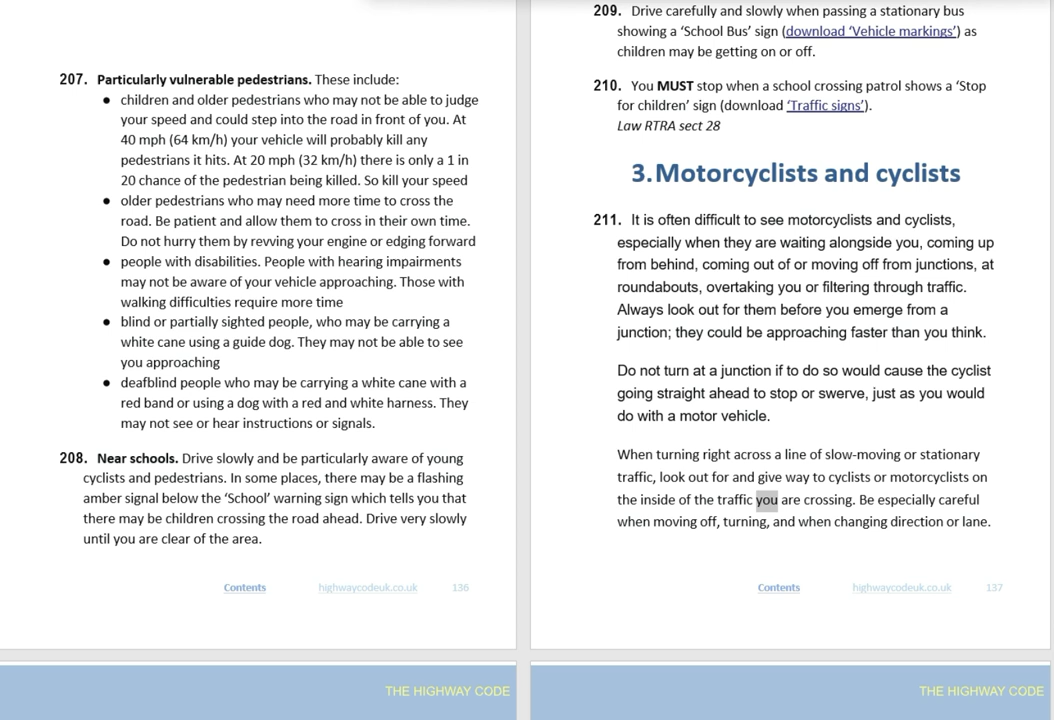 207. Particularly vulnerable pedestrians. These include:
● children and older pedestrians who may not be able to judge
your speed and could step into the road in front of you. At
40 mph (64 km/h) your vehicle will probably kill any
pedestrians it hits. At 20 mph (32 km/h) there is only a 1 in
20 chance of the pedestrian being killed. So kill your speed
● older pedestrians who may need more time to cross the
road. Be patient and allow them to cross in their own time.
Do not hurry them by revving your engine or edging forward
● people with disabilities. People with hearing impairments
may not be aware of your vehicle approaching. Those with
walking difficulties require more time
● blind or partially sighted people, who may be carrying a
white cane using a guide dog. They may not be able to see
you approaching
● deafblind people who may be carrying a white cane with a
red band or using a dog with a red and white harness. They
may not see or hear instructions or signals.
208. Near schools. Drive slowly and be particularly aware of young
cyclists and pedestrians. In some places, there may be a flashing
amber signal below the ‘School’ warning sign which tells you that
there may be children crossing the road ahead. Drive very slowly
until you are clear of the area.
Contents highwaycodeuk.co.uk 136
209. Drive carefully and slowly when passing a stationary bus
showing a ‘School Bus’ sign (download ‘Vehicle markings’) as
children may be getting on or off.
210. You MUST stop when a school crossing patrol shows a ‘Stop
for children’ sign (download ‘Traffic signs’).
Law RTRA sect 28
3.Motorcyclists and cyclists
211. It is often difficult to see motorcyclists and cyclists,
especially when they are waiting alongside you, coming up
from behind, coming out of or moving off from junctions, at
roundabouts, overtaking you or filtering through traffic.
Always look out for them before you emerge from a
junction; they could be approaching faster than you think.
Do not turn at a junction if to do so would cause the cyclist
going straight ahead to stop or swerve, just as you would
do with a motor vehicle.
When turning right across a line of slow-moving or stationary
traffic, look out for and give way to cyclists or motorcyclists on
the inside of the traffic you are crossing. Be especially careful
when moving off, turning, and when changing direction or lane.
Contents highwaycodeuk.co.uk 137
THE HIGHWAY CODE
THE HIGHWAY CODE